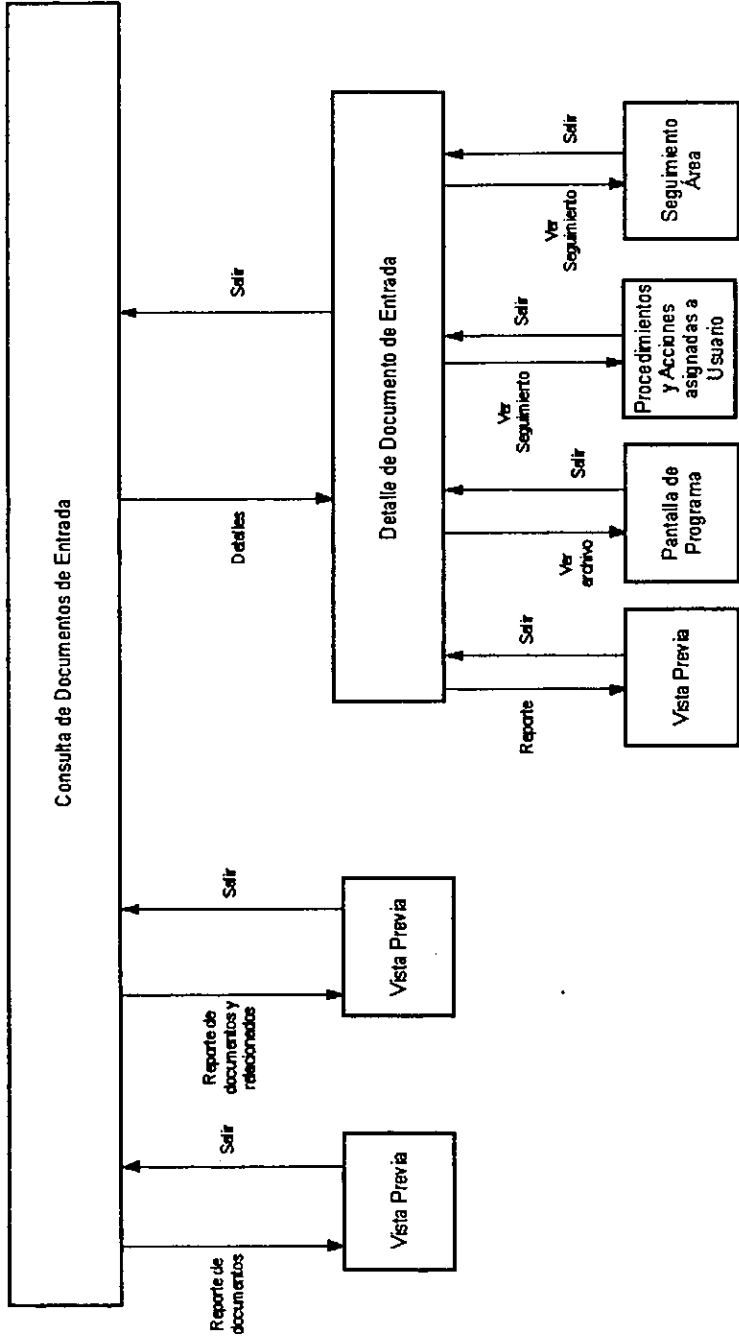 Consulta de Documentos de Entrada
Reporte de
documentos
Salir
Reporte de
documentos y
relacionados
Salir
Detalles
Salir
Vista Previa
Vista Previa
Detalle de Documento de Entrada
Reporte
Salir
Ver
archivo
Salir
Ver
Seguimiento
Salir
Ver
Seguimiento
Salir
Vista Previa
Pantalla de
Programa
Procedimientos
y Acciones
asignadas a
Usuario
Seguimiento
Área